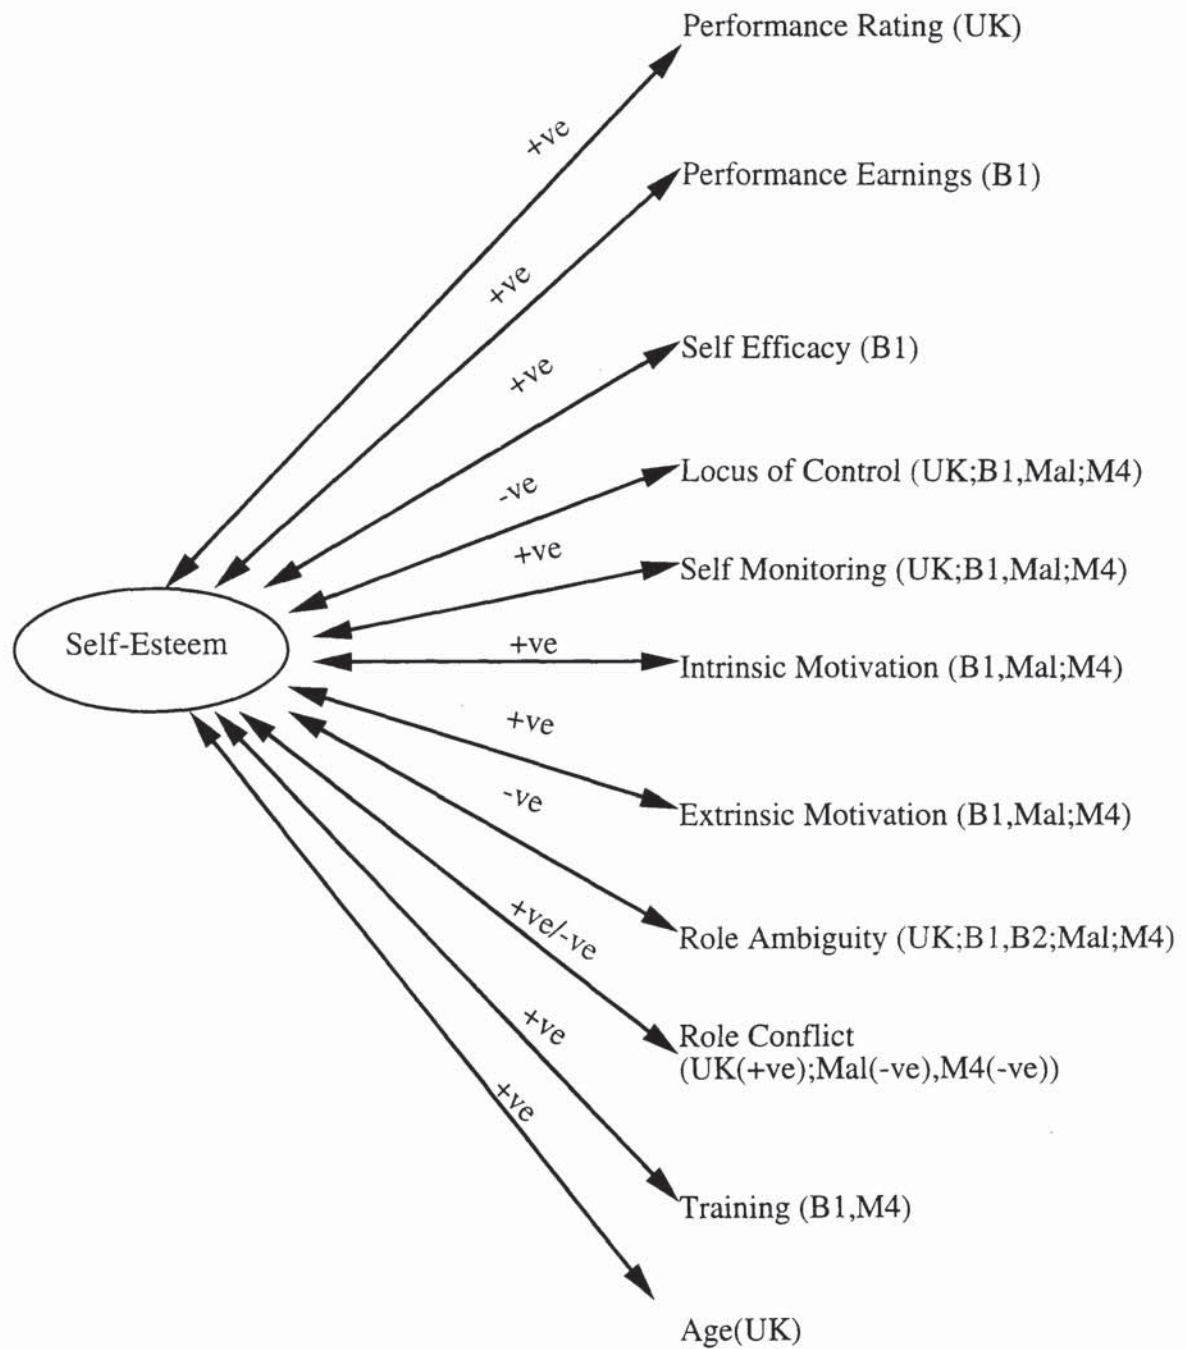 Performance Rating (UK)
+ve
Performance Earnings (B1)
+ve
Self Efficacy (B1)
+ve
Locus of Control (UK;B1,Mal;M4)
-ve
Self Monitoring (UK;B1,Mal;M4)
+ve
Self-Esteem
Intrinsic Motivation (B1,Mal;M4)
+ve
Extrinsic Motivation (B1,Mal;M4)
+ve
Role Ambiguity (UK;B1,B2;Mal;M4)
-ve
Role Conflict
(UK(+ve);Mal(-ve),M4(-ve))
+ve/-ve
Training (B1,M4)
+ve
Age(UK)
+ve